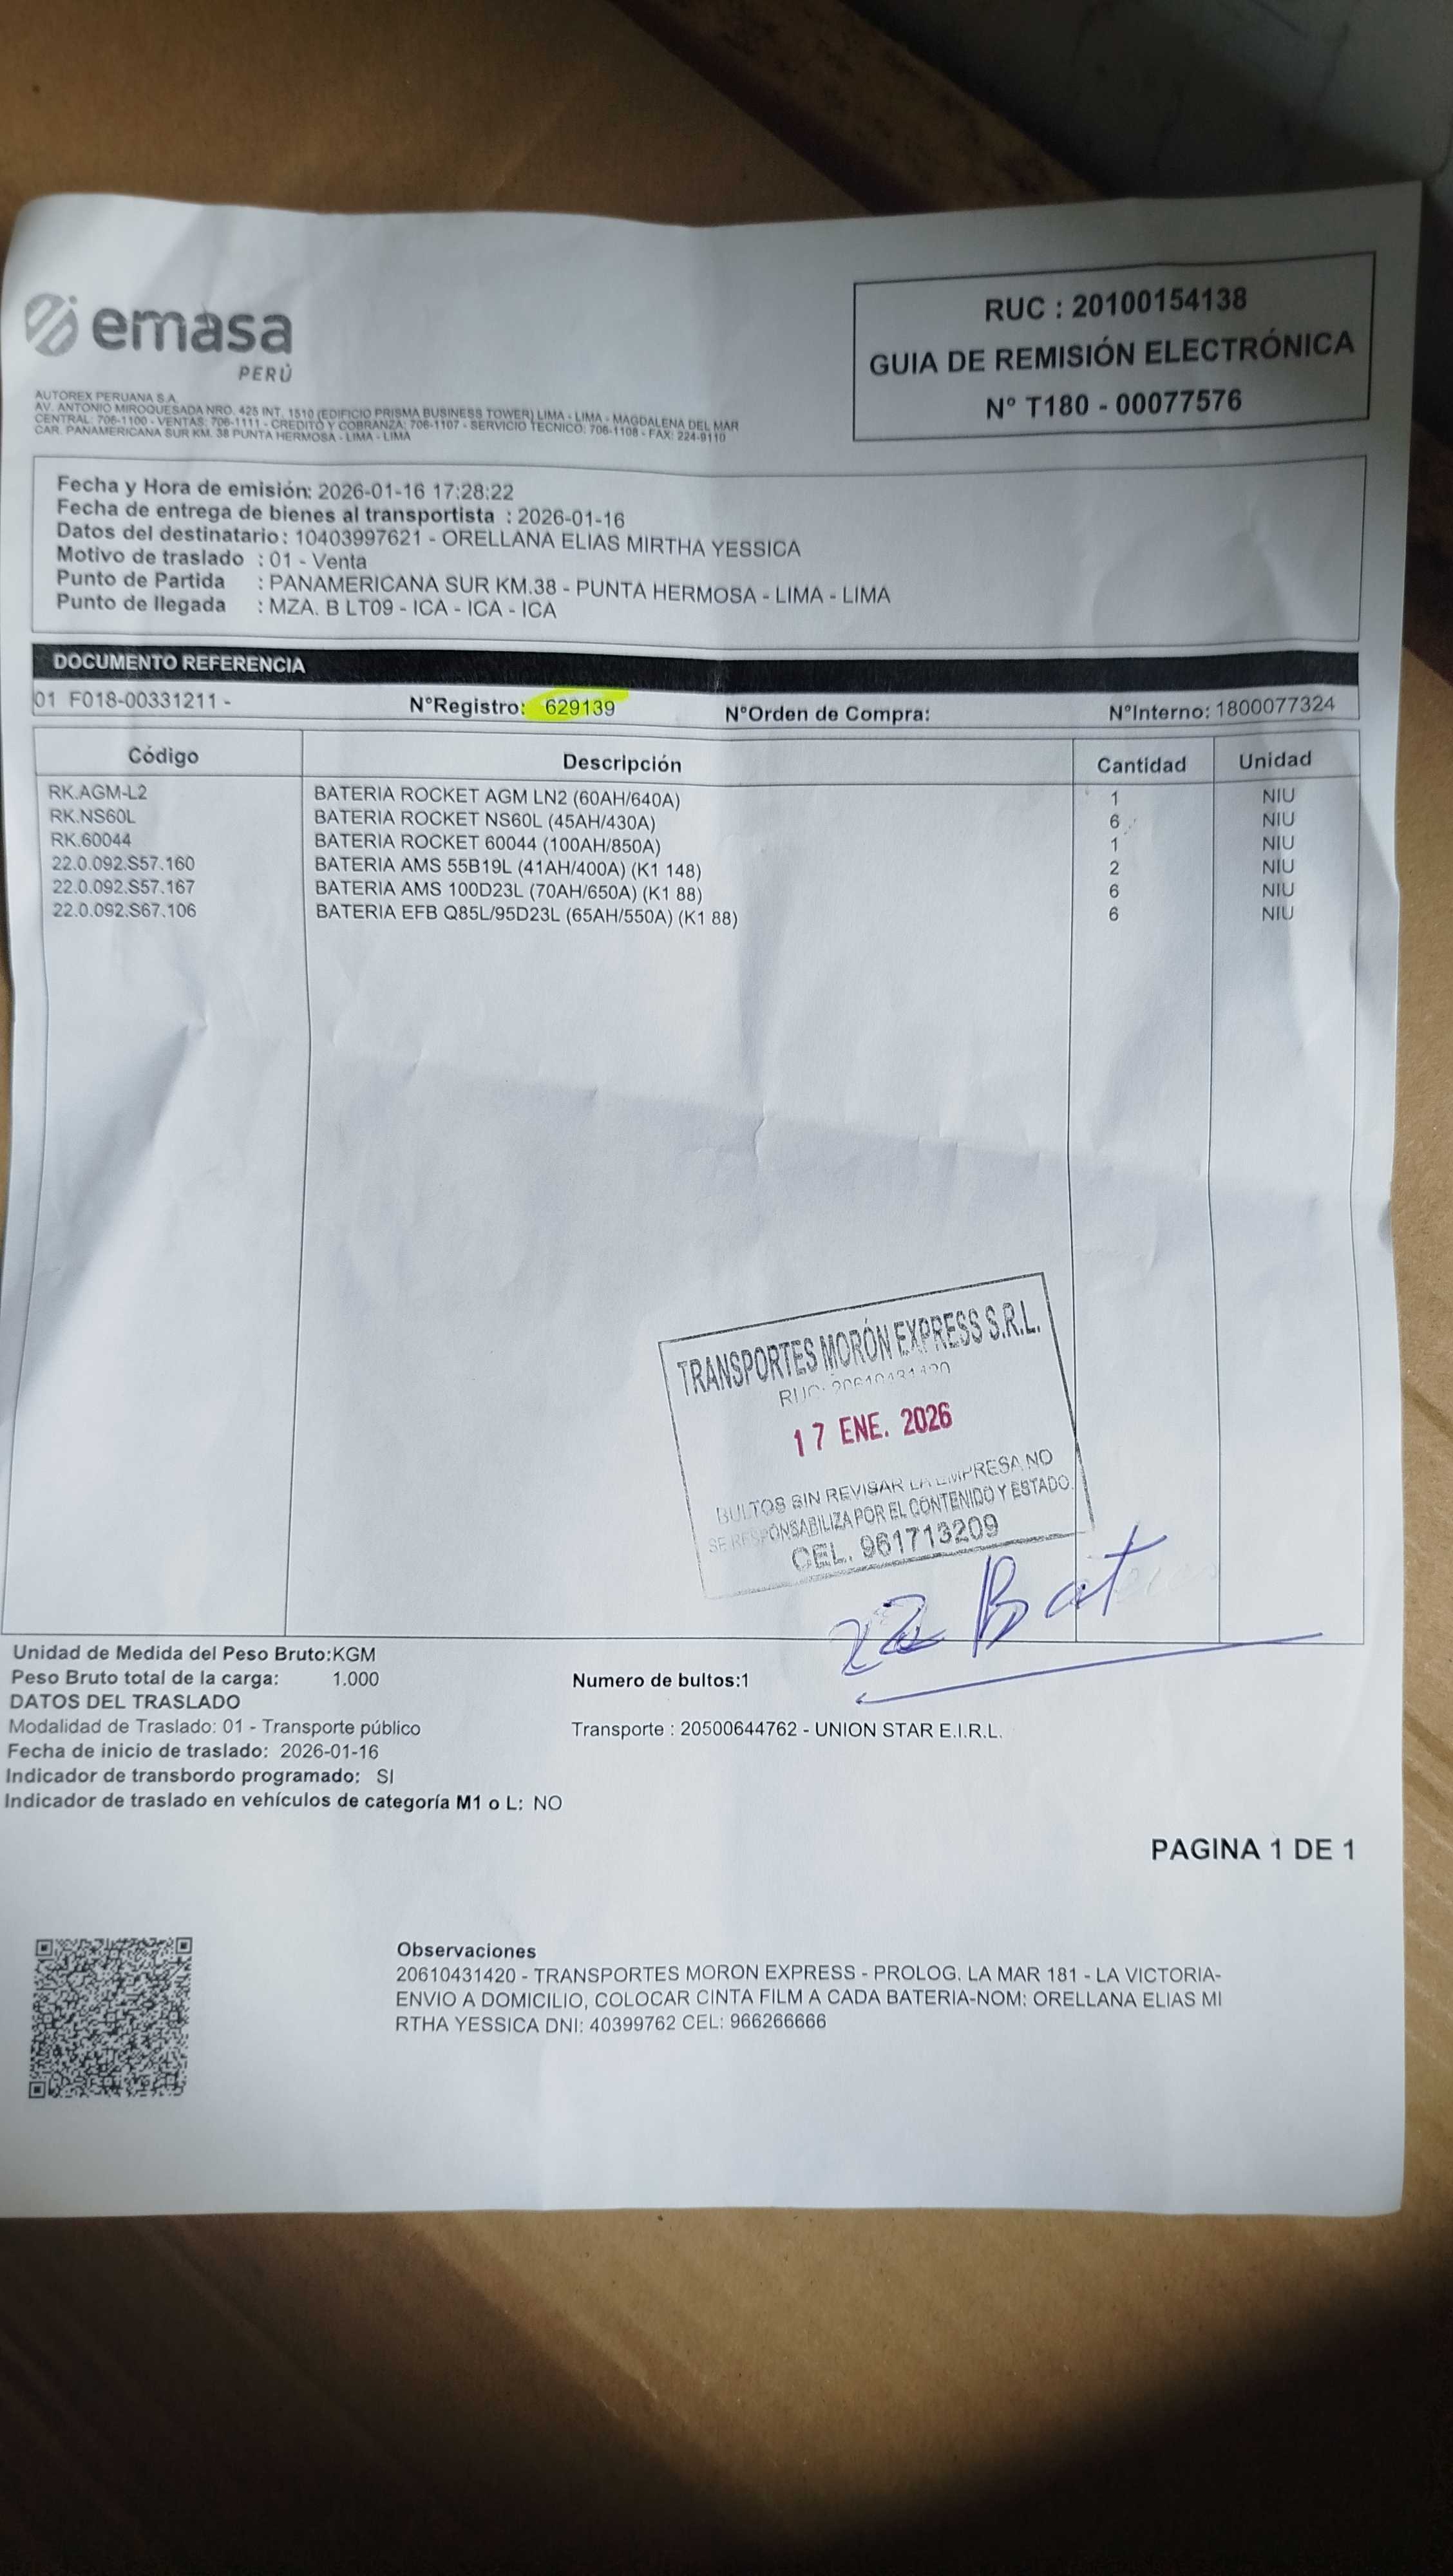 emasa
PERÚ
RUC : 20100154138
GUIA DE REMISIÓN ELECTRÓNICA
Nº T180 - 00077576
AUTOREX PERUANA S.A.
AV. ANTONIO MIROQUESADA NRO. 425 INT. 1510 (EDIFICIO PRISMA BUSINESS TOWER) LIMA - LIMA - MAGDALENA DEL MAR
CENTRAL: 706-1100 - VENTAS: 706-1111 - CREDITO Y COBRANZA: 706-1107 - SERVICIO TECNICO: 706-1108 - FAX: 224-9110
CAR. PANAMERICANA SUR KM. 38 PUNTA HERMOSA - LIMA - LIMA
Fecha y Hora de emisión: 2026-01-16 17:28:22
Fecha de entrega de bienes al transportista : 2026-01-16
Datos del destinatario : 10403997621 - ORELLANA ELIAS MIRTHA YESSICA
Motivo de traslado : 01 - Venta
Punto de Partida : PANAMERICANA SUR KM.38 - PUNTA HERMOSA - LIMA - LIMA
Punto de llegada : MZA. B LT09 - ICA - ICA - ICA
DOCUMENTO REFERENCIA
01 F018-00331211 - NºRegistro: 629139 NºOrden de Compra: NºInterno: 1800077324
Código Descripción Cantidad Unidad
RK.AGM-L2 BATERIA ROCKET AGM LN2 (60AH/640A) 1 NIU
RK.NS60L BATERIA ROCKET NS60L (45AH/430A) 6 NIU
RK.60044 BATERIA ROCKET 60044 (100AH/850A) 1 NIU
22.0.092.S57.160 BATERIA AMS 55B19L (41AH/400A) (K1 148) 2 NIU
22.0.092.S57.167 BATERIA AMS 100D23L (70AH/650A) (K1 88) 6 NIU
22.0.092.S67.106 BATERIA EFB Q85L/95D23L (65AH/550A) (K1 88) 6 NIU
TRANSPORTES MORÓN EXPRESS S.R.L.
RUC: 20610431420
17 ENE. 2026
BULTOS SIN REVISAR LA EMPRESA NO
SE RESPONSABILIZA POR EL CONTENIDO Y ESTADO.
CEL. 961713209
22 Bat
Unidad de Medida del Peso Bruto:KGM
Peso Bruto total de la carga: 1.000 Numero de bultos:1
DATOS DEL TRASLADO
Modalidad de Traslado: 01 - Transporte público Transporte : 20500644762 - UNION STAR E.I.R.L.
Fecha de inicio de traslado: 2026-01-16
Indicador de transbordo programado: SI
Indicador de traslado en vehículos de categoría M1 o L: NO
PAGINA 1 DE 1
Observaciones
20610431420 - TRANSPORTES MORON EXPRESS - PROLOG. LA MAR 181 - LA VICTORIA-
ENVIO A DOMICILIO, COLOCAR CINTA FILM A CADA BATERIA-NOM: ORELLANA ELIAS MI
RTHA YESSICA DNI: 40399762 CEL: 966266666